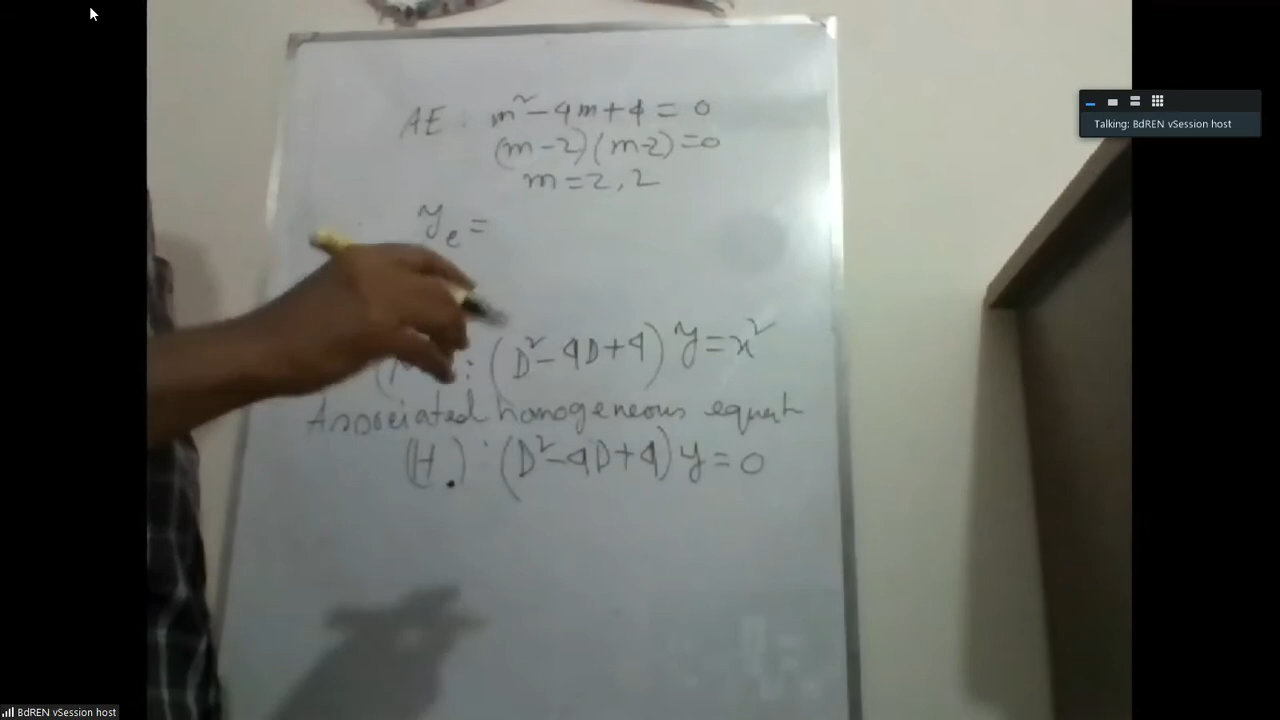 AE : m² - 4m + 4 = 0
(m-2)(m-2) = 0
m = 2, 2
y_c =
: (D² - 4D + 4) y = x²
Associated homogeneous equat
(H.) : (D² - 4D + 4) y = 0
Talking: BdREN vSession host
BdREN vSession host